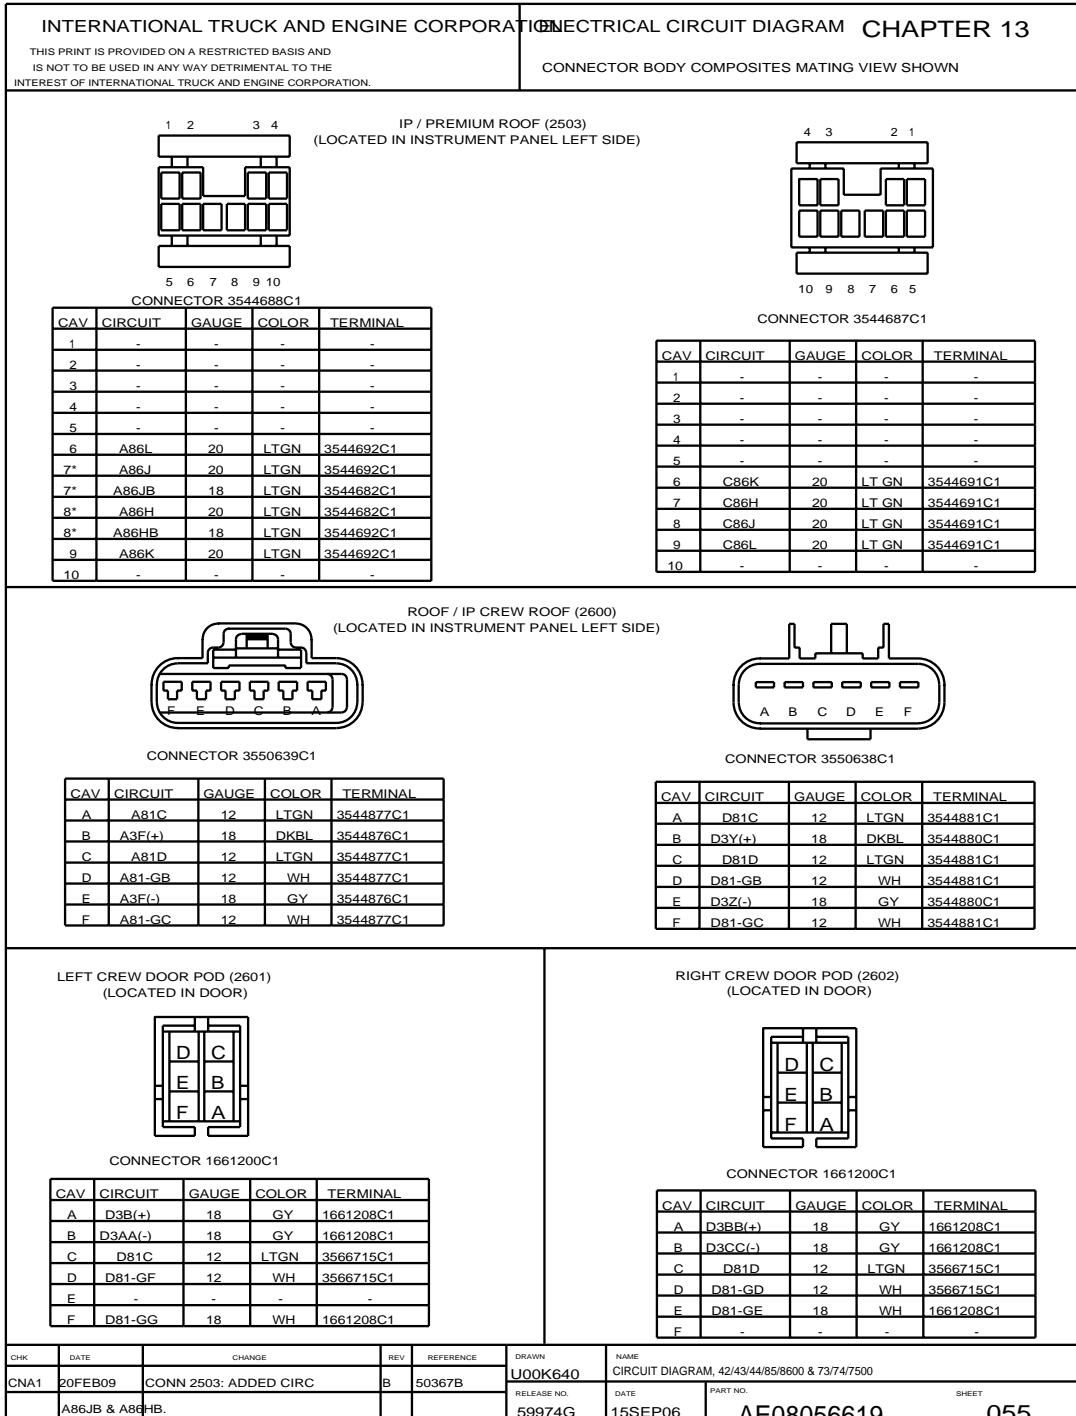 INTERNATIONAL TRUCK AND ENGINE CORPORATION
ELECTRICAL CIRCUIT DIAGRAM CHAPTER 13
THIS PRINT IS PROVIDED ON A RESTRICTED BASIS AND
IS NOT TO BE USED IN ANY WAY DETRIMENTAL TO THE
INTEREST OF INTERNATIONAL TRUCK AND ENGINE CORPORATION.
CONNECTOR BODY COMPOSITES MATING VIEW SHOWN
IP / PREMIUM ROOF (2503)
(LOCATED IN INSTRUMENT PANEL LEFT SIDE)
1 2 3 4
5 6 7 8 9 10
CONNECTOR 3544688C1
CAV CIRCUIT GAUGE COLOR TERMINAL
1 - - - -
2 - - - -
3 - - - -
4 - - - -
5 - - - -
6 A86L 20 LTGN 3544692C1
7* A86J 20 LTGN 3544692C1
7* A86JB 18 LTGN 3544682C1
8* A86H 20 LTGN 3544682C1
8* A86HB 18 LTGN 3544692C1
9 A86K 20 LTGN 3544692C1
10 - - - -
4 3 2 1
10 9 8 7 6 5
CONNECTOR 3544687C1
CAV CIRCUIT GAUGE COLOR TERMINAL
1 - - - -
2 - - - -
3 - - - -
4 - - - -
5 - - - -
6 C86K 20 LT GN 3544691C1
7 C86H 20 LT GN 3544691C1
8 C86J 20 LT GN 3544691C1
9 C86L 20 LT GN 3544691C1
10 - - - -
ROOF / IP CREW ROOF (2600)
(LOCATED IN INSTRUMENT PANEL LEFT SIDE)
F E D C B A
CONNECTOR 3550639C1
CAV CIRCUIT GAUGE COLOR TERMINAL
A A81C 12 LTGN 3544877C1
B A3F(+) 18 DKBL 3544876C1
C A81D 12 LTGN 3544877C1
D A81-GB 12 WH 3544877C1
E A3F(-) 18 GY 3544876C1
F A81-GC 12 WH 3544877C1
A B C D E F
CONNECTOR 3550638C1
CAV CIRCUIT GAUGE COLOR TERMINAL
A D81C 12 LTGN 3544881C1
B D3Y(+) 18 DKBL 3544880C1
C D81D 12 LTGN 3544881C1
D D81-GB 12 WH 3544881C1
E D3Z(-) 18 GY 3544880C1
F D81-GC 12 WH 3544881C1
LEFT CREW DOOR POD (2601)
(LOCATED IN DOOR)
D C
E B
F A
CONNECTOR 1661200C1
CAV CIRCUIT GAUGE COLOR TERMINAL
A D3B(+) 18 GY 1661208C1
B D3AA(-) 18 GY 1661208C1
C D81C 12 LTGN 3566715C1
D D81-GF 12 WH 3566715C1
E - - - -
F D81-GG 18 WH 1661208C1
RIGHT CREW DOOR POD (2602)
(LOCATED IN DOOR)
D C
E B
F A
CONNECTOR 1661200C1
CAV CIRCUIT GAUGE COLOR TERMINAL
A D3BB(+) 18 GY 1661208C1
B D3CC(-) 18 GY 1661208C1
C D81D 12 LTGN 3566715C1
D D81-GD 12 WH 3566715C1
E D81-GE 18 WH 1661208C1
F - - - -
CHK DATE CHANGE REV REFERENCE
CNA1 20FEB09 CONN 2503: ADDED CIRC B 50367B
A86JB & A86HB.
DRAWN
U00K640
NAME
CIRCUIT DIAGRAM, 42/43/44/85/8600 & 73/74/7500
RELEASE NO. DATE PART NO. SHEET
59974G 15SEP06 AE08056619 055